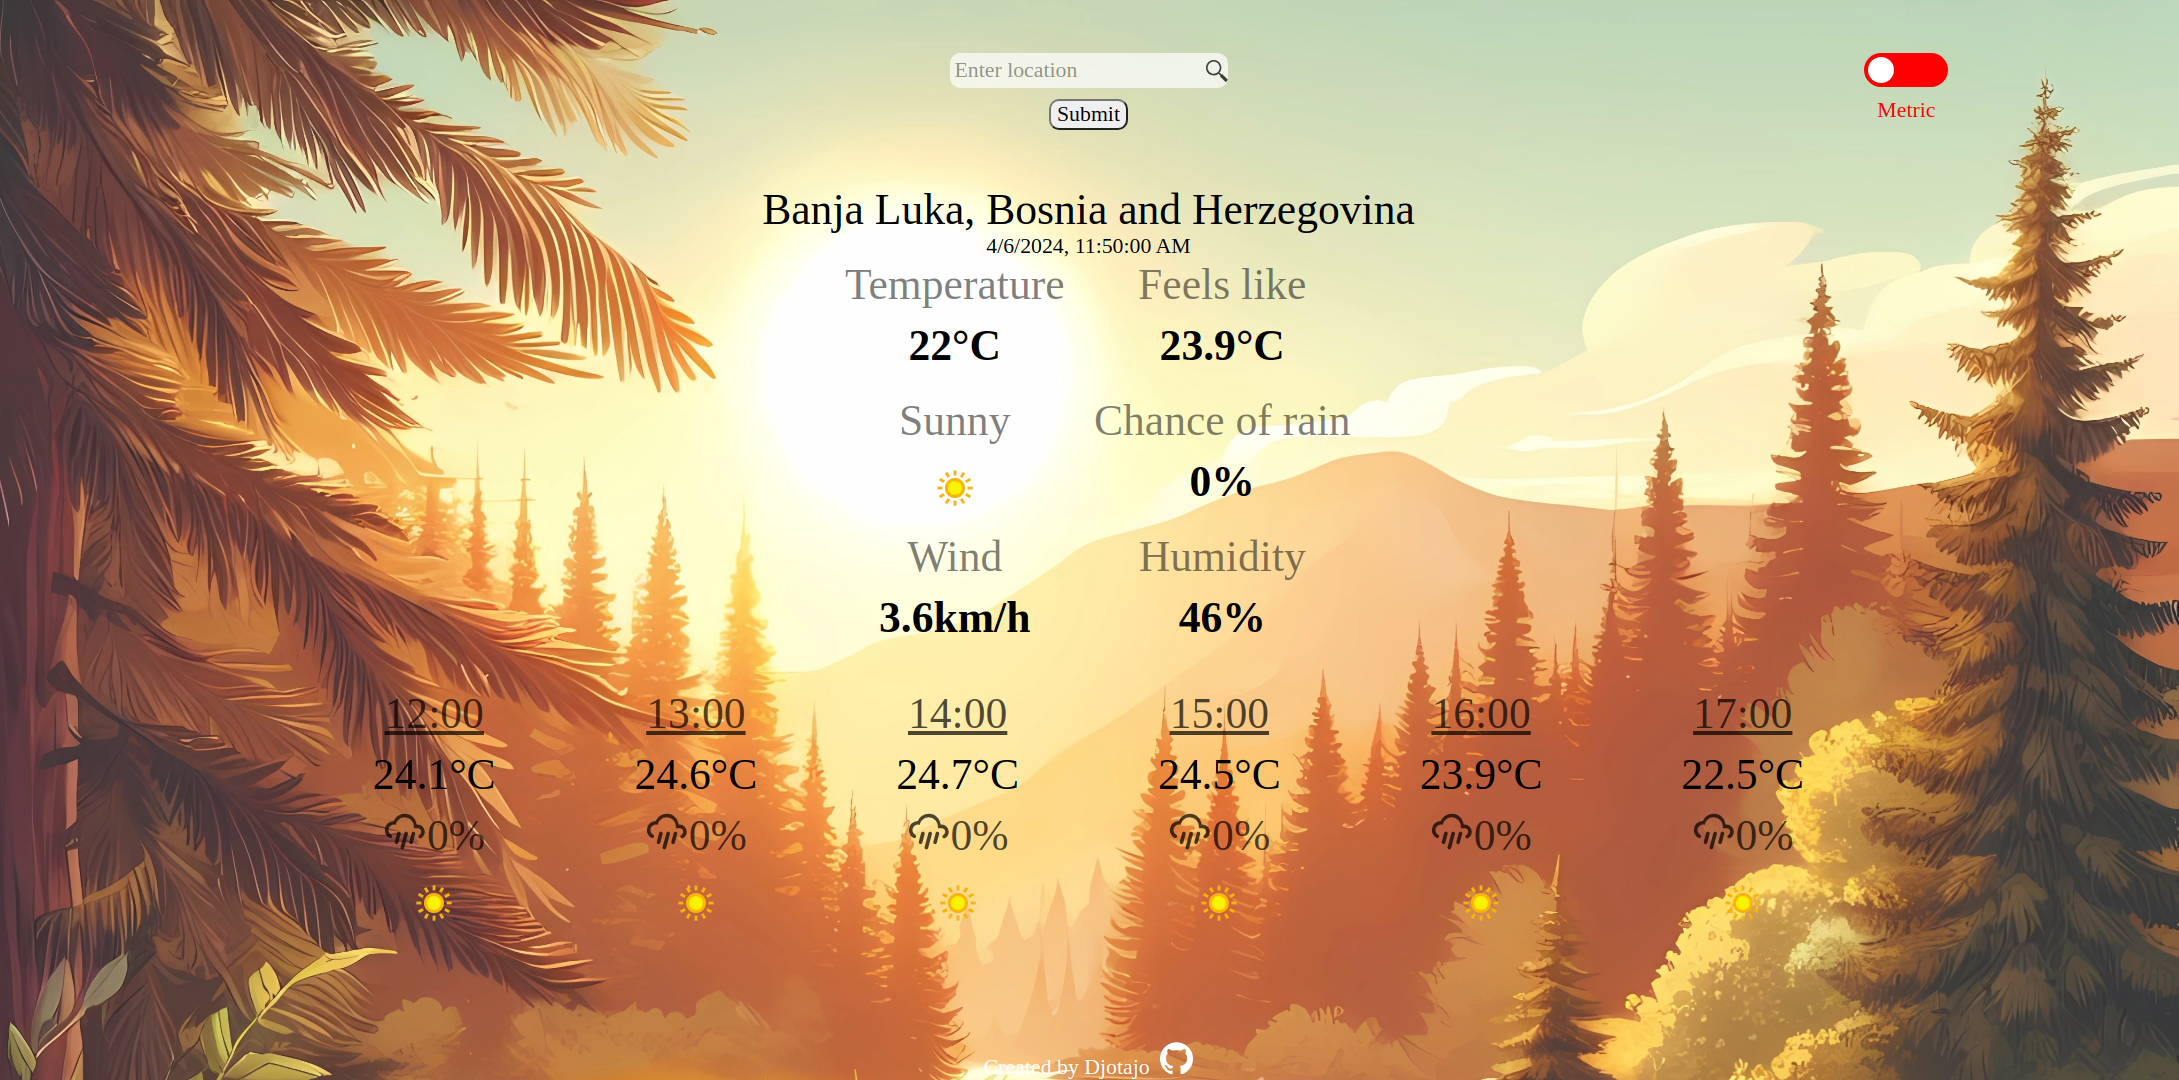 Enter location
Submit
Metric
Banja Luka, Bosnia and Herzegovina
4/6/2024, 11:50:00 AM
Temperature Feels like
22°C 23.9°C
Sunny Chance of rain
0%
Wind Humidity
3.6km/h 46%
12:00 13:00 14:00 15:00 16:00 17:00
24.1°C 24.6°C 24.7°C 24.5°C 23.9°C 22.5°C
0% 0% 0% 0% 0% 0%
Created by Djotajo